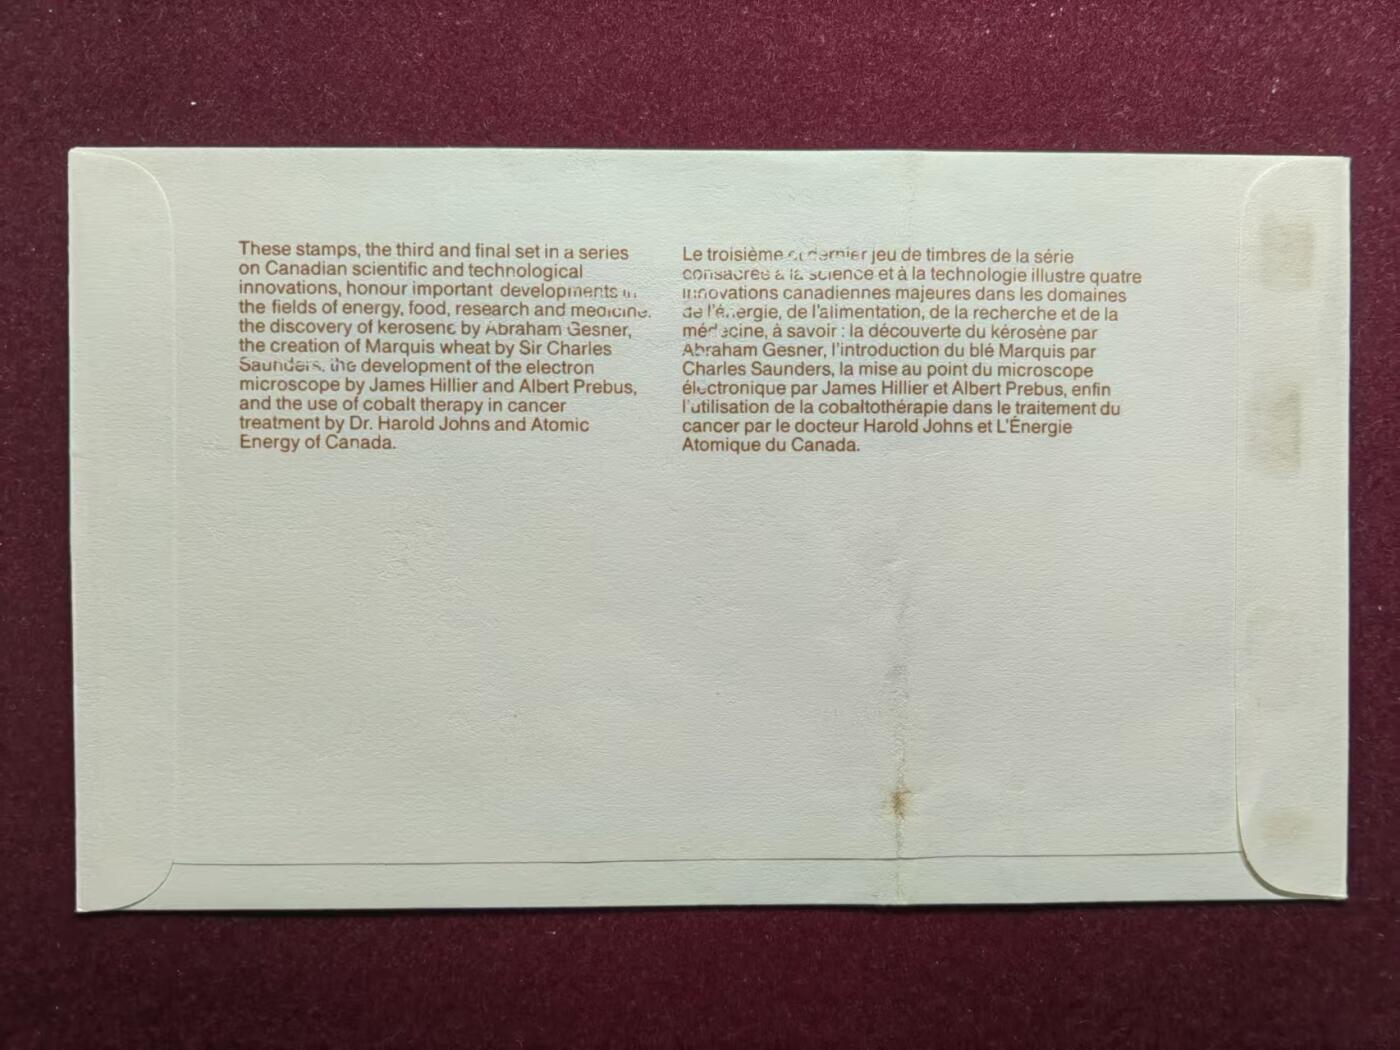 These stamps, the third and final set in a series
on Canadian scientific and technological
innovations, honour important developments in
the fields of energy, food, research and medicine.
the discovery of kerosene by Abraham Gesner,
the creation of Marquis wheat by Sir Charles
Saunders, the development of the electron
microscope by James Hillier and Albert Prebus,
and the use of cobalt therapy in cancer
treatment by Dr. Harold Johns and Atomic
Energy of Canada.
Le troisième et dernier jeu de timbres de la série
consacrée à la science et à la technologie illustre quatre
innovations canadiennes majeures dans les domaines
de l'énergie, de l'alimentation, de la recherche et de la
médecine, à savoir : la découverte du kérosène par
Abraham Gesner, l'introduction du blé Marquis par
Charles Saunders, la mise au point du microscope
électronique par James Hillier et Albert Prebus, enfin
l'utilisation de la cobaltothérapie dans le traitement du
cancer par le docteur Harold Johns et L'Énergie
Atomique du Canada.